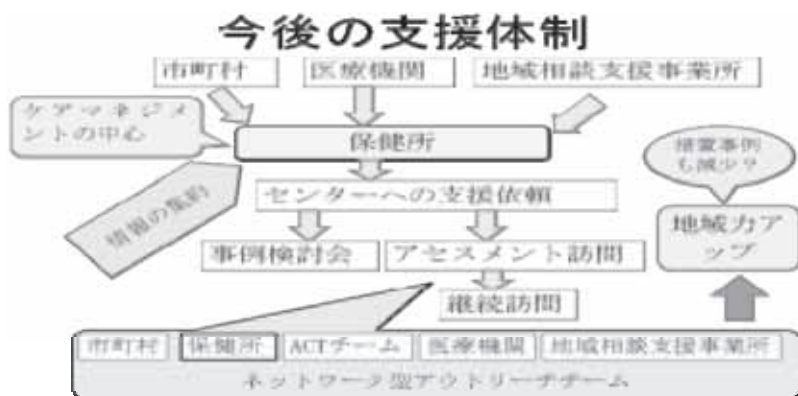 今後の支援体制
市町村
医療機関
地域相談支援事業所
ケアマネジメ
ントの中心
保健所
措置事例
も減少?
情報の集約
センターへの支援依頼
地域力ア
ップ
事例検討会
アセスメント訪問
継続訪問
市町村
保健所
ACTチーム
医療機関
地域相談支援事業所
ネットワーク型アウトリーチチーム